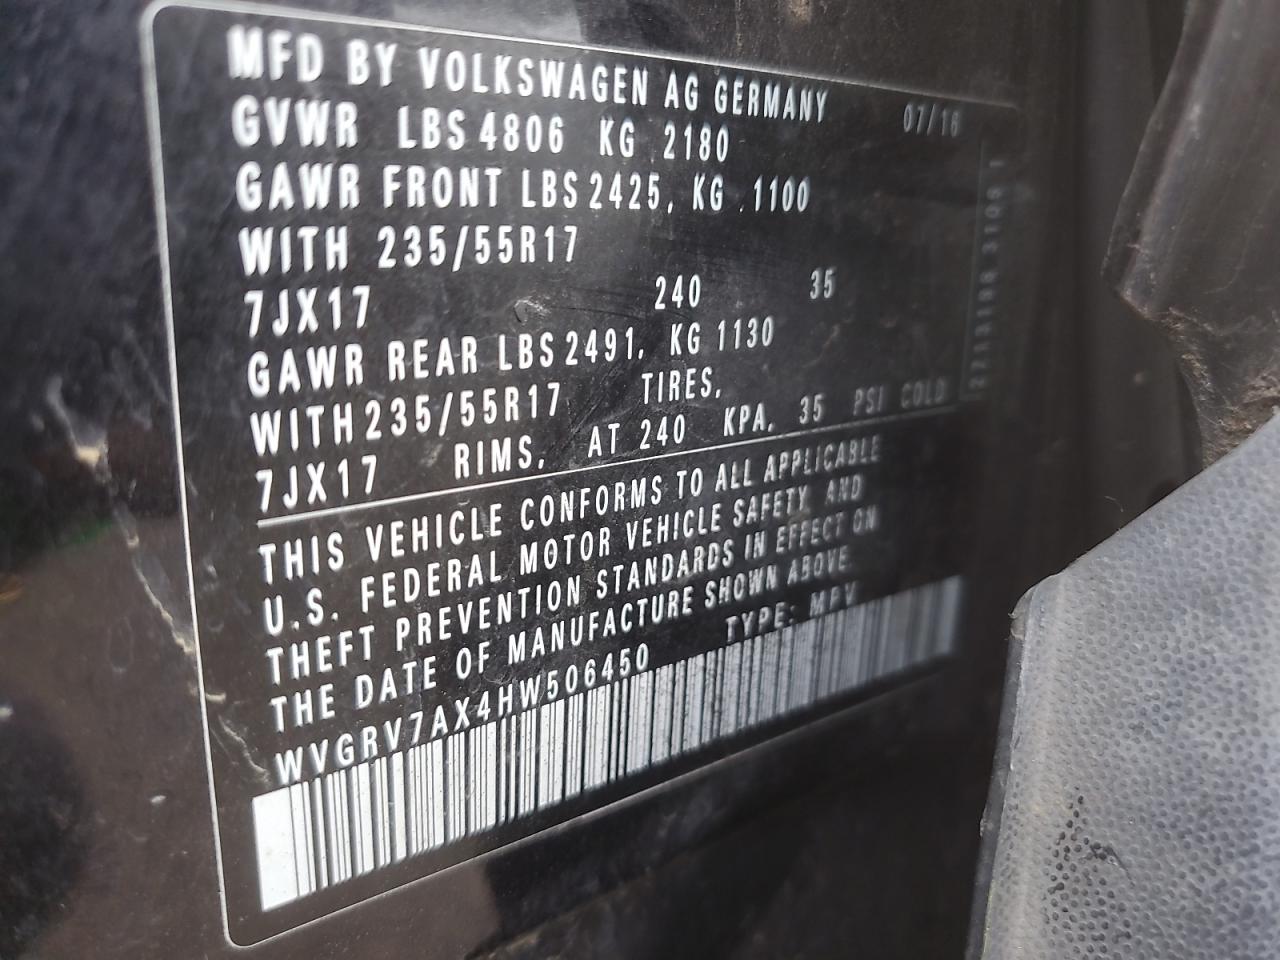 MFD BY VOLKSWAGEN AG GERMANY 07/16
GVWR LBS 4806 KG 2180
GAWR FRONT LBS 2425, KG .1100
WITH 235/55R17
7JX17 240 35
GAWR REAR LBS 2491, KG 1130
WITH 235/55R17 TIRES,
7JX17 RIMS, AT 240 KPA, 35 PSI COLD
THIS VEHICLE CONFORMS TO ALL APPLICABLE
U.S. FEDERAL MOTOR VEHICLE SAFETY AND
THEFT PREVENTION STANDARDS IN EFFECT ON
THE DATE OF MANUFACTURE SHOWN ABOVE.
WVGRV7AX4HW506450 TYPE: MPV